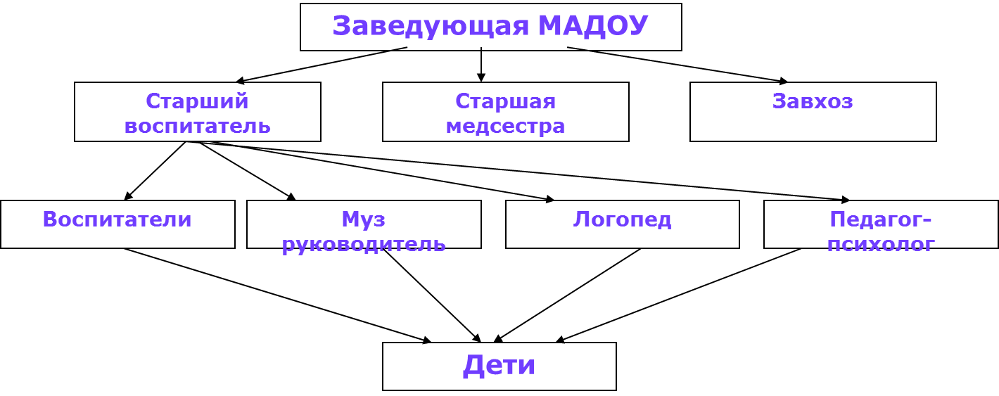 Заведующая МАДОУ
Старший
воспитатель
Старшая
медсестра
Завхоз
Воспитатели
Муз
руководитель
Логопед
Педагог-
психолог
Дети